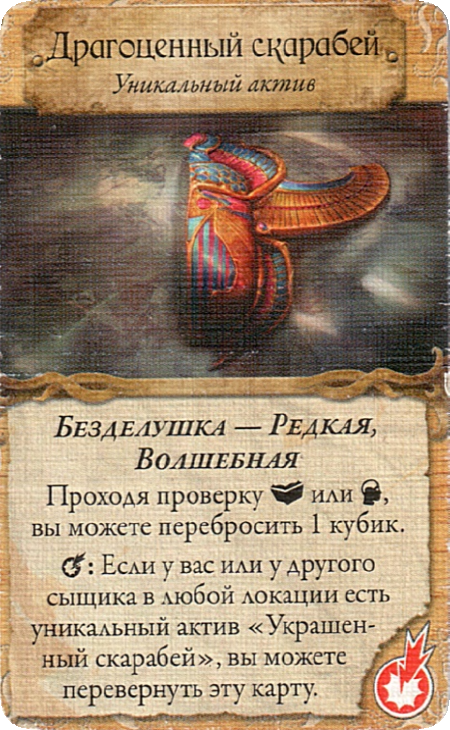 Драгоценный скарабей
Уникальный актив
Безделушка — Редкая,
Волшебная
Проходя проверку или ,
вы можете перебросить 1 кубик.
: Если у вас или у другого
сыщика в любой локации есть
уникальный актив «Украшен-
ный скарабей», вы можете
перевернуть эту карту.